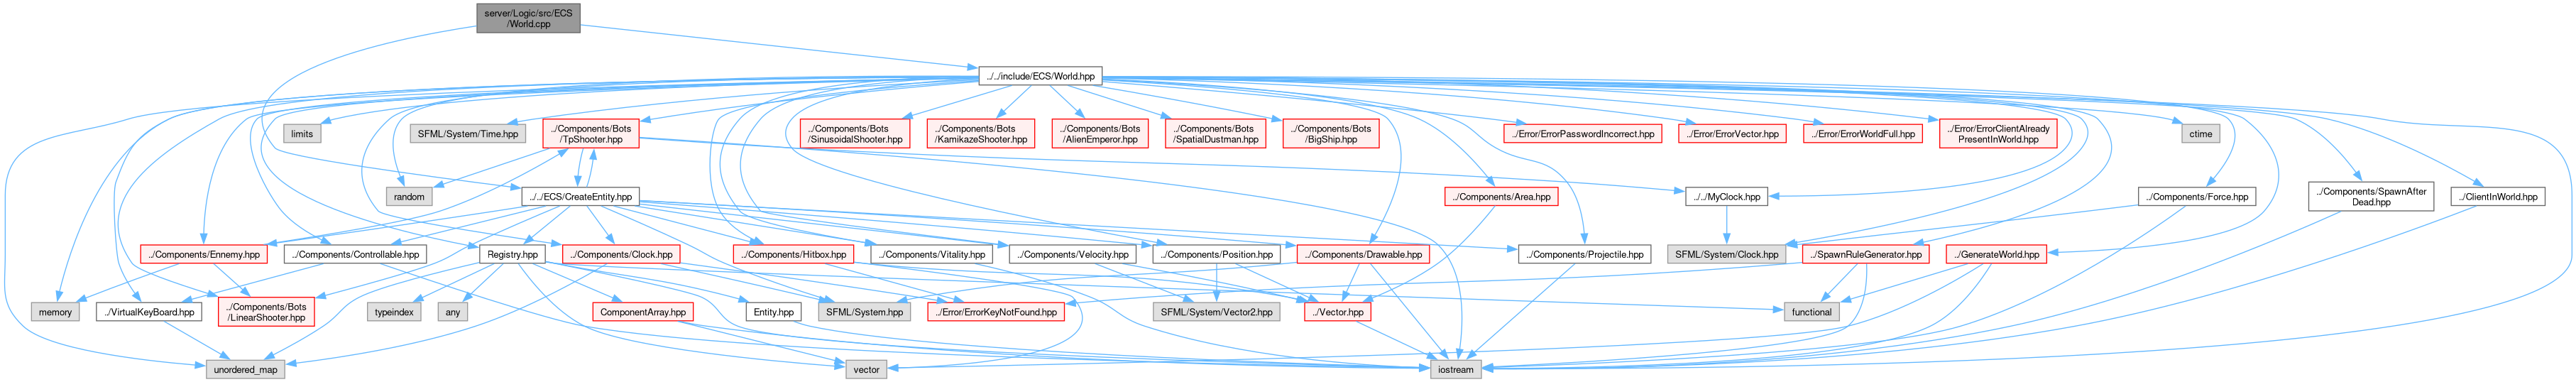 server/Logic/src/ECS
/World.cpp
../../include/ECS/World.hpp
limits
SFML/System/Time.hpp
../Components/Bots
/TpShooter.hpp
../Components/Bots
/SinusoidalShooter.hpp
../Components/Bots
/KamikazeShooter.hpp
../Components/Bots
/AlienEmperor.hpp
../Components/Bots
/SpatialDustman.hpp
../Components/Bots
/BigShip.hpp
../Error/ErrorPasswordIncorrect.hpp
../Error/ErrorVector.hpp
../Error/ErrorWorldFull.hpp
../Error/ErrorClientAlready
PresentInWorld.hpp
ctime
random
../../ECS/CreateEntity.hpp
../Components/Area.hpp
../../MyClock.hpp
../Components/Force.hpp
../Components/SpawnAfter
Dead.hpp
../ClientInWorld.hpp
../Components/Ennemy.hpp
../Components/Controllable.hpp
Registry.hpp
../Components/Clock.hpp
../Components/Hitbox.hpp
../Components/Vitality.hpp
../Components/Velocity.hpp
../Components/Position.hpp
../Components/Drawable.hpp
../Components/Projectile.hpp
SFML/System/Clock.hpp
../SpawnRuleGenerator.hpp
../GenerateWorld.hpp
memory
../VirtualKeyBoard.hpp
../Components/Bots
/LinearShooter.hpp
typeindex
any
ComponentArray.hpp
Entity.hpp
SFML/System.hpp
../Error/ErrorKeyNotFound.hpp
SFML/System/Vector2.hpp
../Vector.hpp
functional
unordered_map
vector
iostream